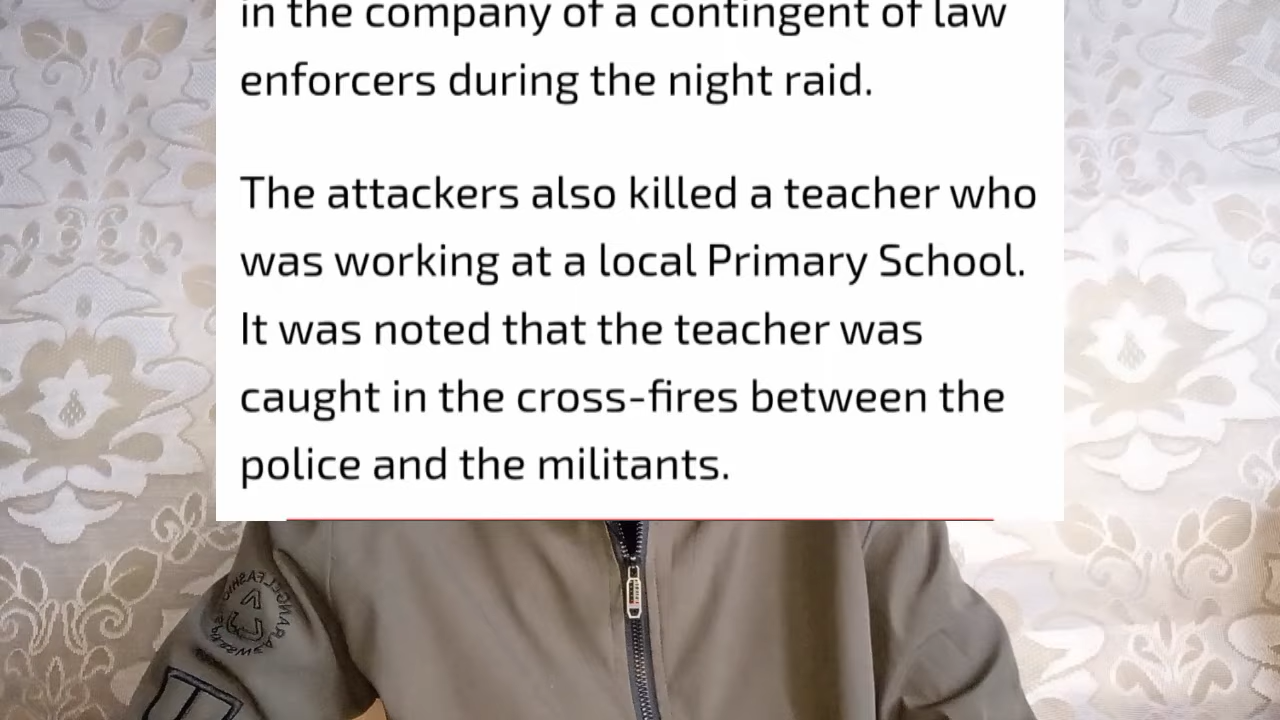 in the company of a contingent of law
enforcers during the night raid.
The attackers also killed a teacher who
was working at a local Primary School.
It was noted that the teacher was
caught in the cross-fires between the
police and the militants.